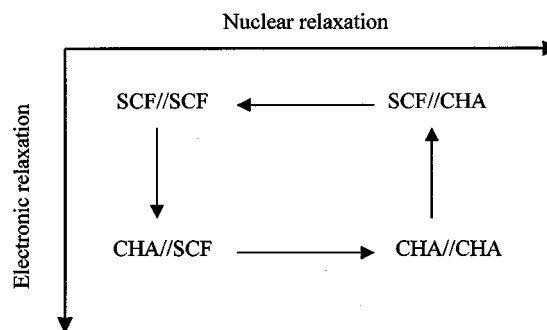 Nuclear relaxation
Electronic relaxation
SCF//SCF
SCF//CHA
CHA//SCF
CHA//CHA